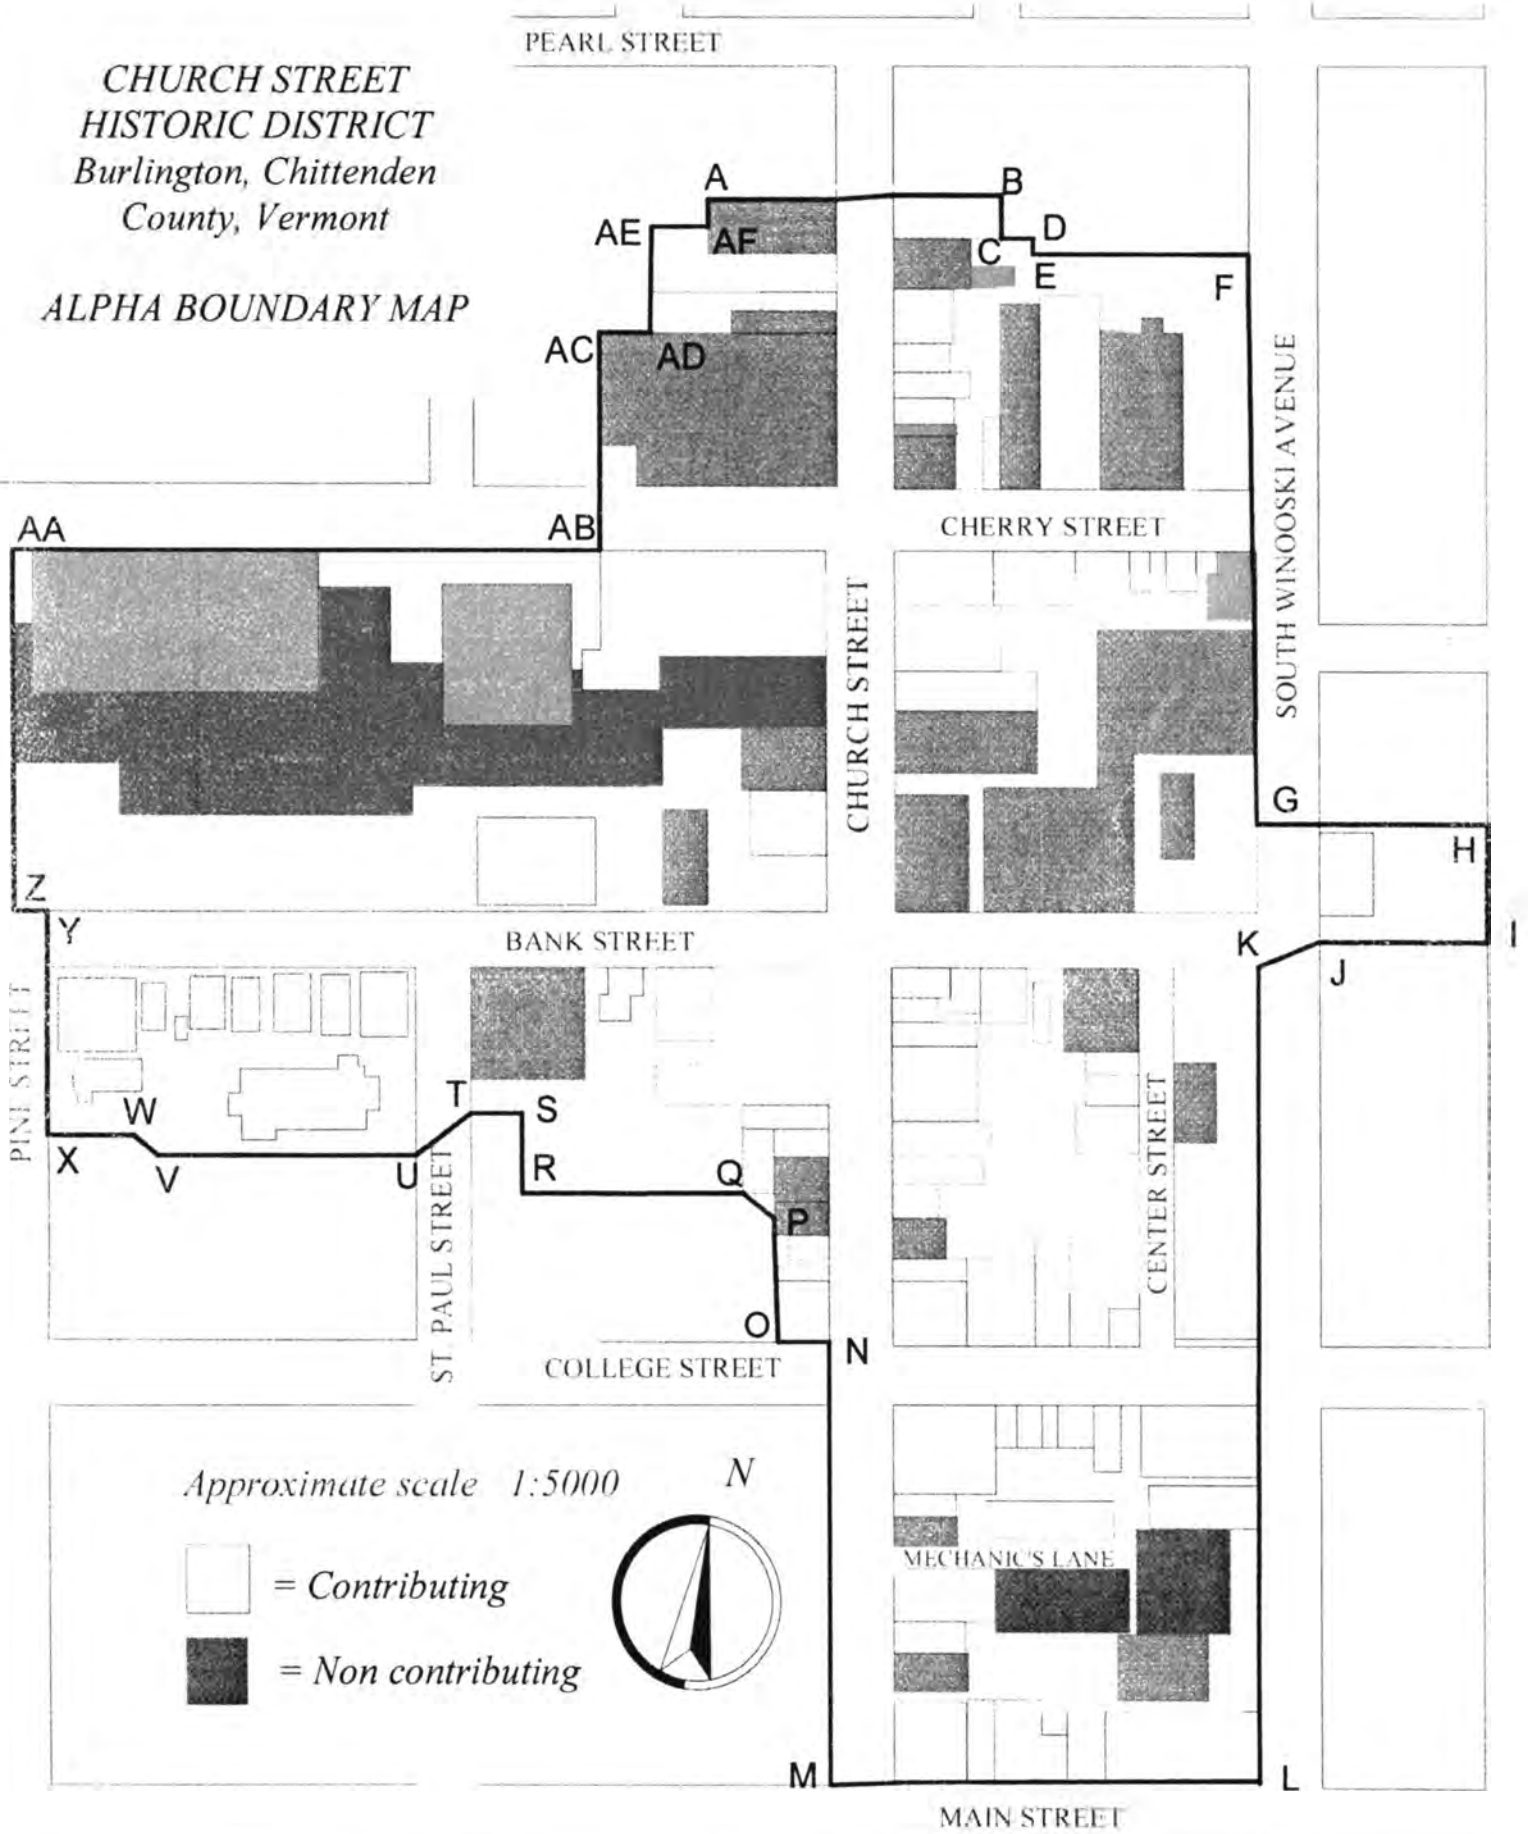 PEARL STREET
CHURCH STREET
HISTORIC DISTRICT
Burlington, Chittenden
County, Vermont
ALPHA BOUNDARY MAP
A
B
AE
AF
C
D
E
F
AC
AD
SOUTH WINOOSKI AVENUE
AA
AB
CHERRY STREET
CHURCH STREET
G
H
Z
Y
BANK STREET
K
I
J
PINE STREET
W
T
S
X
V
U
R
Q
P
CENTER STREET
ST. PAUL STREET
O
N
COLLEGE STREET
Approximate scale 1:5000
N
= Contributing
MECHANIC'S LANE
= Non contributing
M
L
MAIN STREET